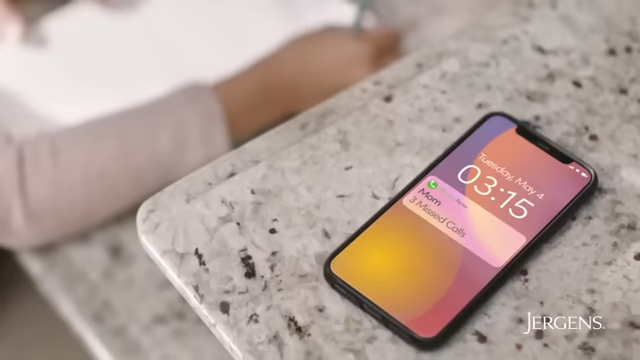 Tuesday, May 4
03:15
Mom
now
3 Missed Calls
JERGENS